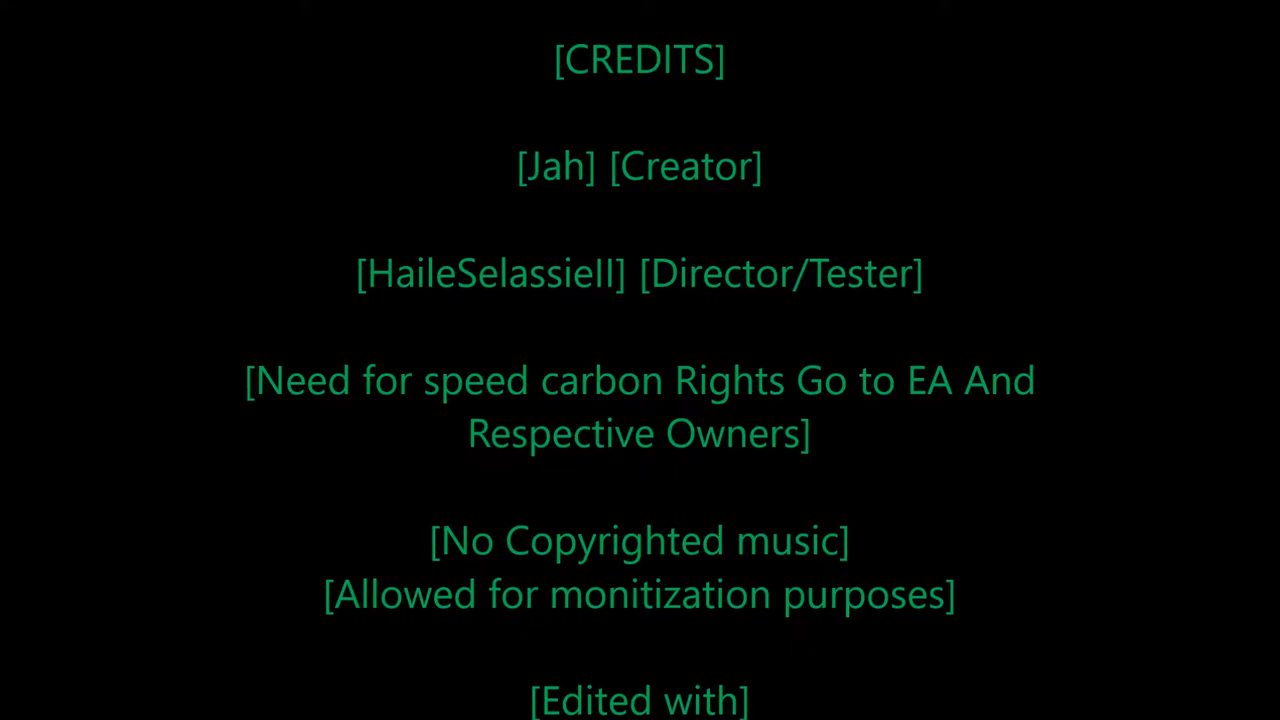 [CREDITS]
[Jah] [Creator]
[HaileSelassieII] [Director/Tester]
[Need for speed carbon Rights Go to EA And
Respective Owners]
[No Copyrighted music]
[Allowed for monitization purposes]
[Edited with]